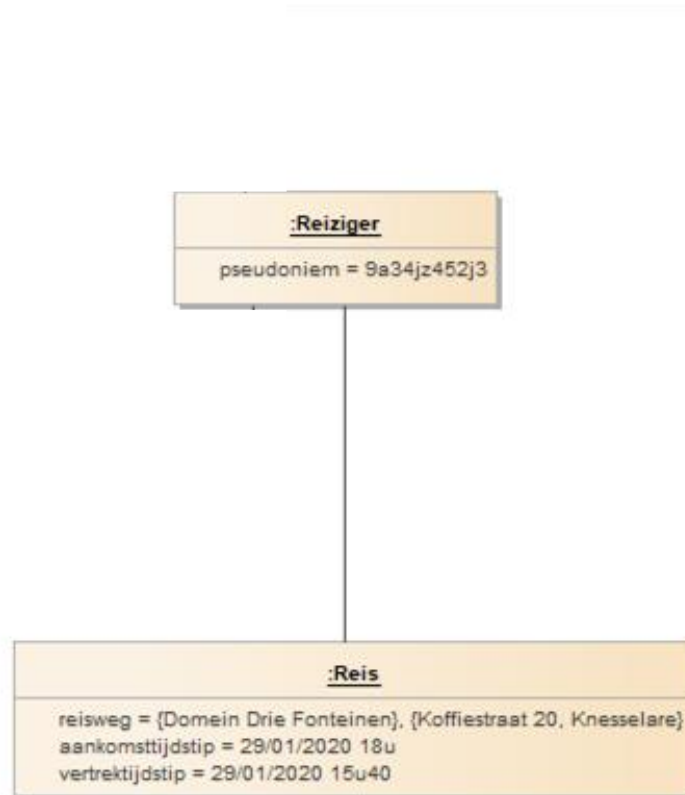 :Reiziger
pseudoniem = 9a34jz452j3
:Reis
reisweg = {Domein Drie Fonteinen}, {Koffiestraat 20, Knesselare}
aankomsttijdstip = 29/01/2020 18u
vertrektijdstip = 29/01/2020 15u40